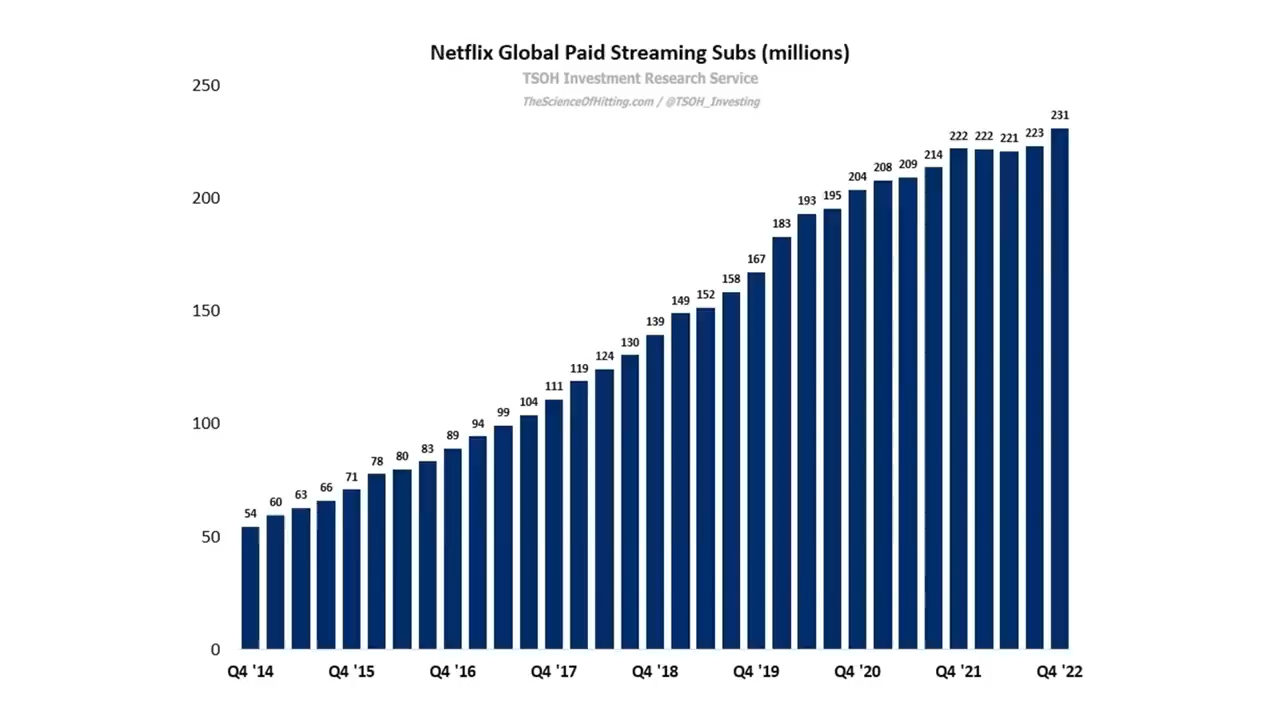 Netflix Global Paid Streaming Subs (millions)
TSOH Investment Research Service
TheScienceOfHitting.com / @TSOH_Investing
250
200
150
100
50
0
54 60 63 66 71 78 80 83 89 94 99 104 111 119 124 130 139 149 152 158 167 183 193 195 204 208 209 214 222 222 221 223 231
Q4 '14 Q4 '15 Q4 '16 Q4 '17 Q4 '18 Q4 '19 Q4 '20 Q4 '21 Q4 '22